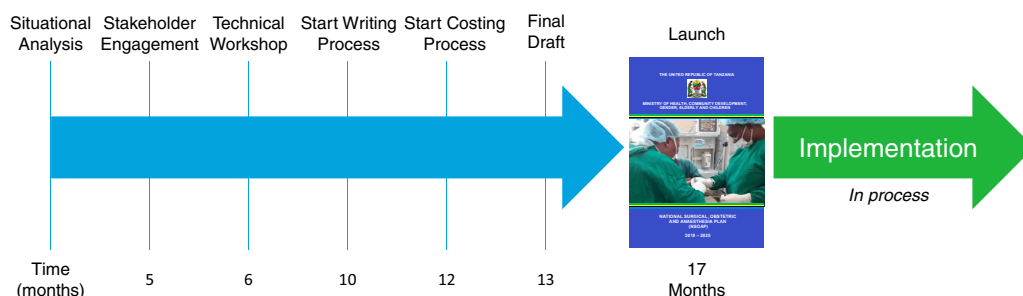 Situational
Analysis
Stakeholder
Engagement
Technical
Workshop
Start Writing
Process
Start Costing
Process
Final
Draft
Launch
THE UNITED REPUBLIC OF TANZANIA
MINISTRY OF HEALTH, COMMUNITY DEVELOPMENT,
GENDER, ELDERLY AND CHILDREN
NATIONAL SURGICAL, OBSTETRIC
AND ANAESTHESIA PLAN
(NSOAP)
2018 – 2025
Implementation
In process
Time
(months)
5
6
10
12
13
17
Months